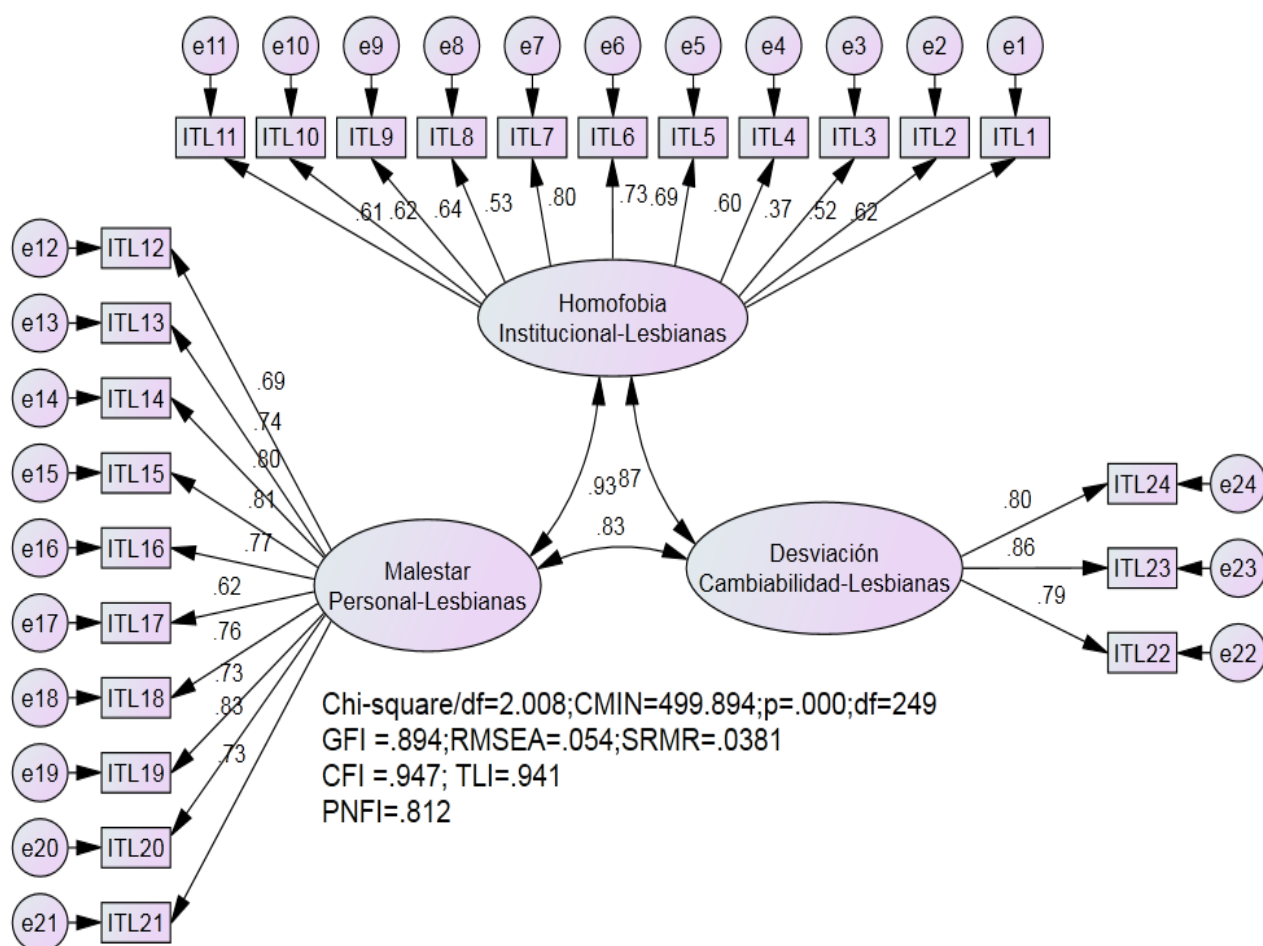 e11 e10 e9 e8 e7 e6 e5 e4 e3 e2 e1
ITL11 ITL10 ITL9 ITL8 ITL7 ITL6 ITL5 ITL4 ITL3 ITL2 ITL1
.61 .62 .64 .53 .80 .73 .69 .60 .37 .52 .62
Homofobia
Institucional-Lesbianas
e12 ITL12
e13 ITL13
e14 ITL14
e15 ITL15
e16 ITL16
e17 ITL17
e18 ITL18
e19 ITL19
e20 ITL20
e21 ITL21
.69
.74
.80
.81
.77
.62
.76
.73
.83
.73
Malestar
Personal-Lesbianas
.93 .87
.83
Desviación
Cambiabilidad-Lesbianas
.80
.86
.79
ITL24 e24
ITL23 e23
ITL22 e22
Chi-square/df=2.008;CMIN=499.894;p=.000;df=249
GFI =.894;RMSEA=.054;SRMR=.0381
CFI =.947; TLI=.941
PNFI=.812